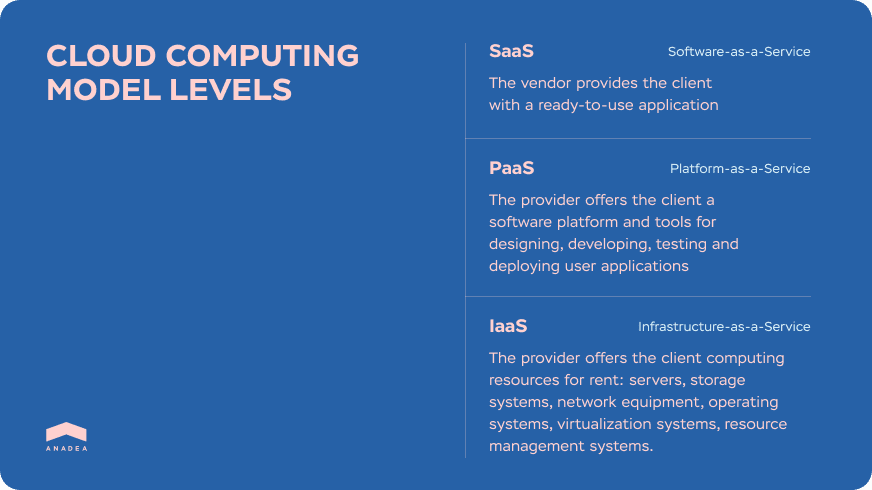 CLOUD COMPUTING
MODEL LEVELS
SaaS
Software-as-a-Service
The vendor provides the client
with a ready-to-use application
PaaS
Platform-as-a-Service
The provider offers the client a
software platform and tools for
designing, developing, testing and
deploying user applications
IaaS
Infrastructure-as-a-Service
The provider offers the client computing
resources for rent: servers, storage
systems, network equipment, operating
systems, virtualization systems, resource
management systems.
ANADEA